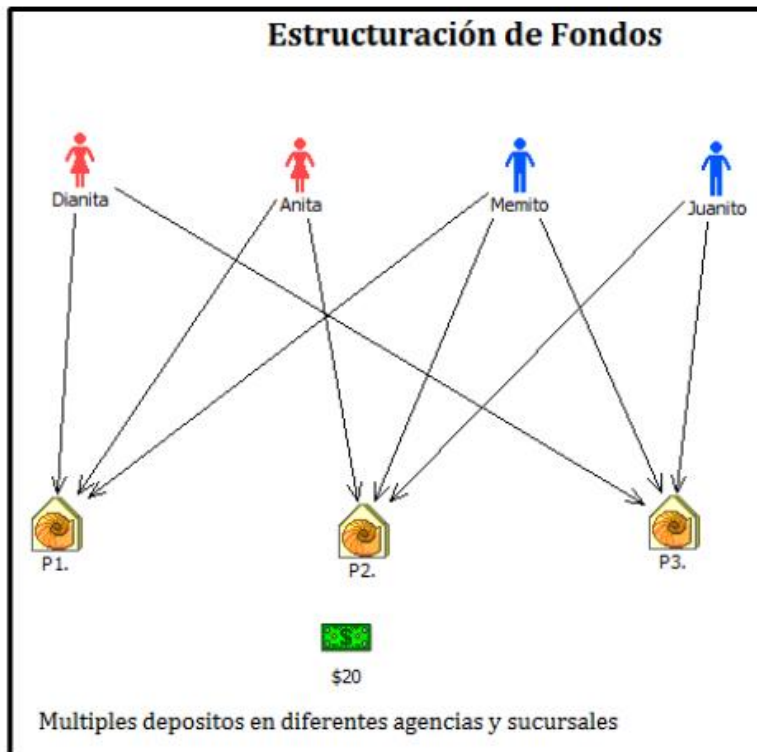 Estructuración de Fondos
Dianita
Anita
Memito
Juanito
P1.
P2.
P3.
$
$20
Multiples depositos en diferentes agencias y sucursales